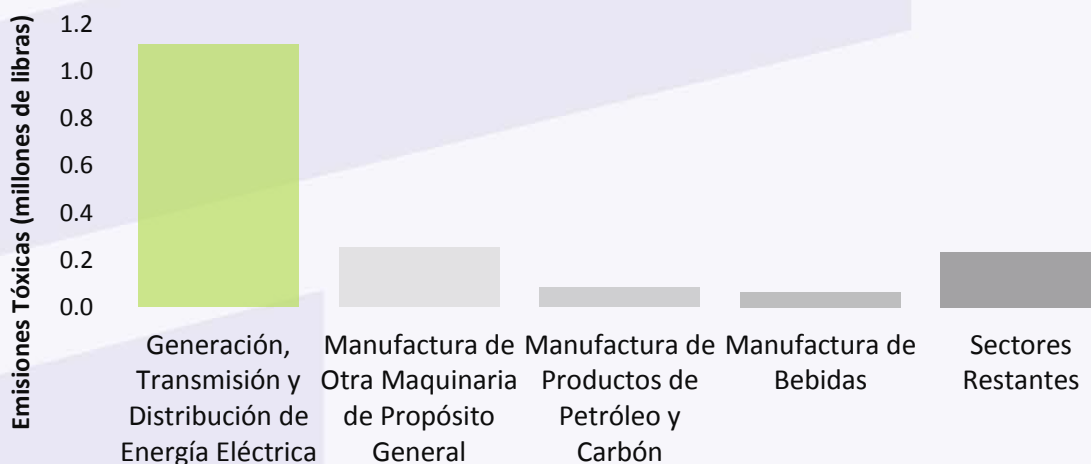 Emisiones Tóxicas (millones de libras)
1.2
1.0
0.8
0.6
0.4
0.2
0.0
Generación,
Transmisión y
Distribución de
Energía Eléctrica
Manufactura de
Otra Maquinaria
de Propósito
General
Manufactura de
Productos de
Petróleo y
Carbón
Manufactura de
Bebidas
Sectores
Restantes